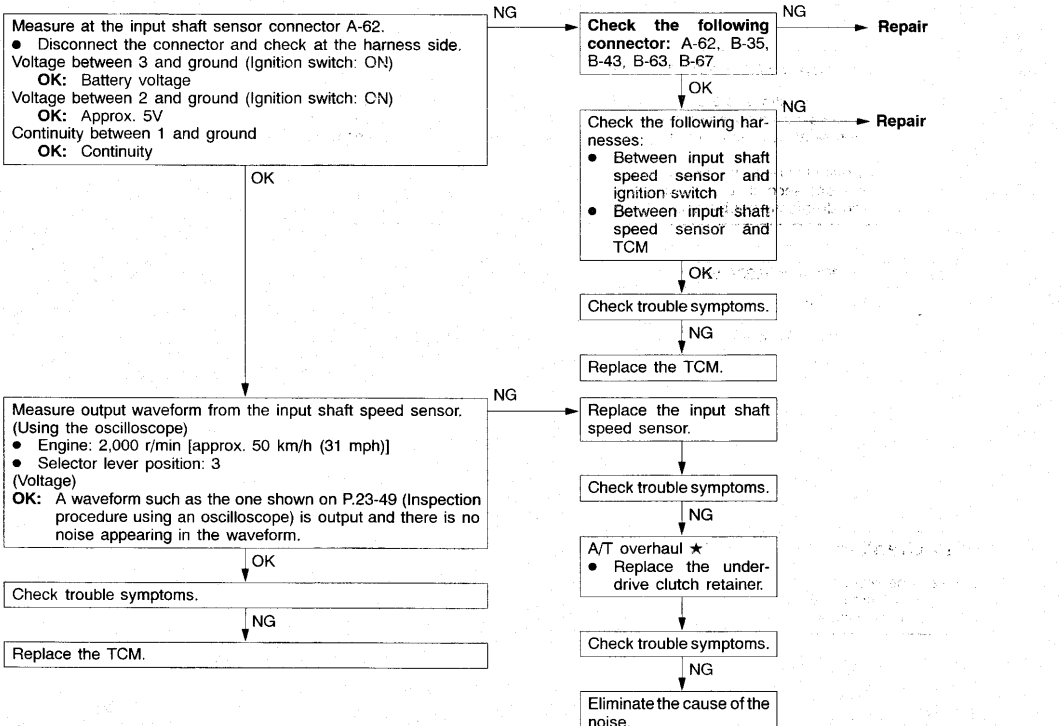 Measure at the input shaft sensor connector A-62.
● Disconnect the connector and check at the harness side.
Voltage between 3 and ground (Ignition switch: ON)
OK: Battery voltage
Voltage between 2 and ground (Ignition switch: ON)
OK: Approx. 5V
Continuity between 1 and ground
OK: Continuity
NG
Check the following
connector: A-62, B-35,
B-43, B-63, B-67
NG
Repair
OK
Check the following har-
nesses:
● Between input shaft
speed sensor and
ignition switch
● Between input shaft
speed sensor and
TCM
NG
Repair
OK
Check trouble symptoms.
NG
Replace the TCM.
OK
Measure output waveform from the input shaft speed sensor.
(Using the oscilloscope)
● Engine: 2,000 r/min [approx. 50 km/h (31 mph)]
● Selector lever position: 3
(Voltage)
OK: A waveform such as the one shown on P.23-49 (Inspection
procedure using an oscilloscope) is output and there is no
noise appearing in the waveform.
NG
Replace the input shaft
speed sensor.
Check trouble symptoms.
NG
A/T overhaul ★
● Replace the under-
drive clutch retainer.
Check trouble symptoms.
NG
Eliminate the cause of the
noise.
OK
Check trouble symptoms.
NG
Replace the TCM.